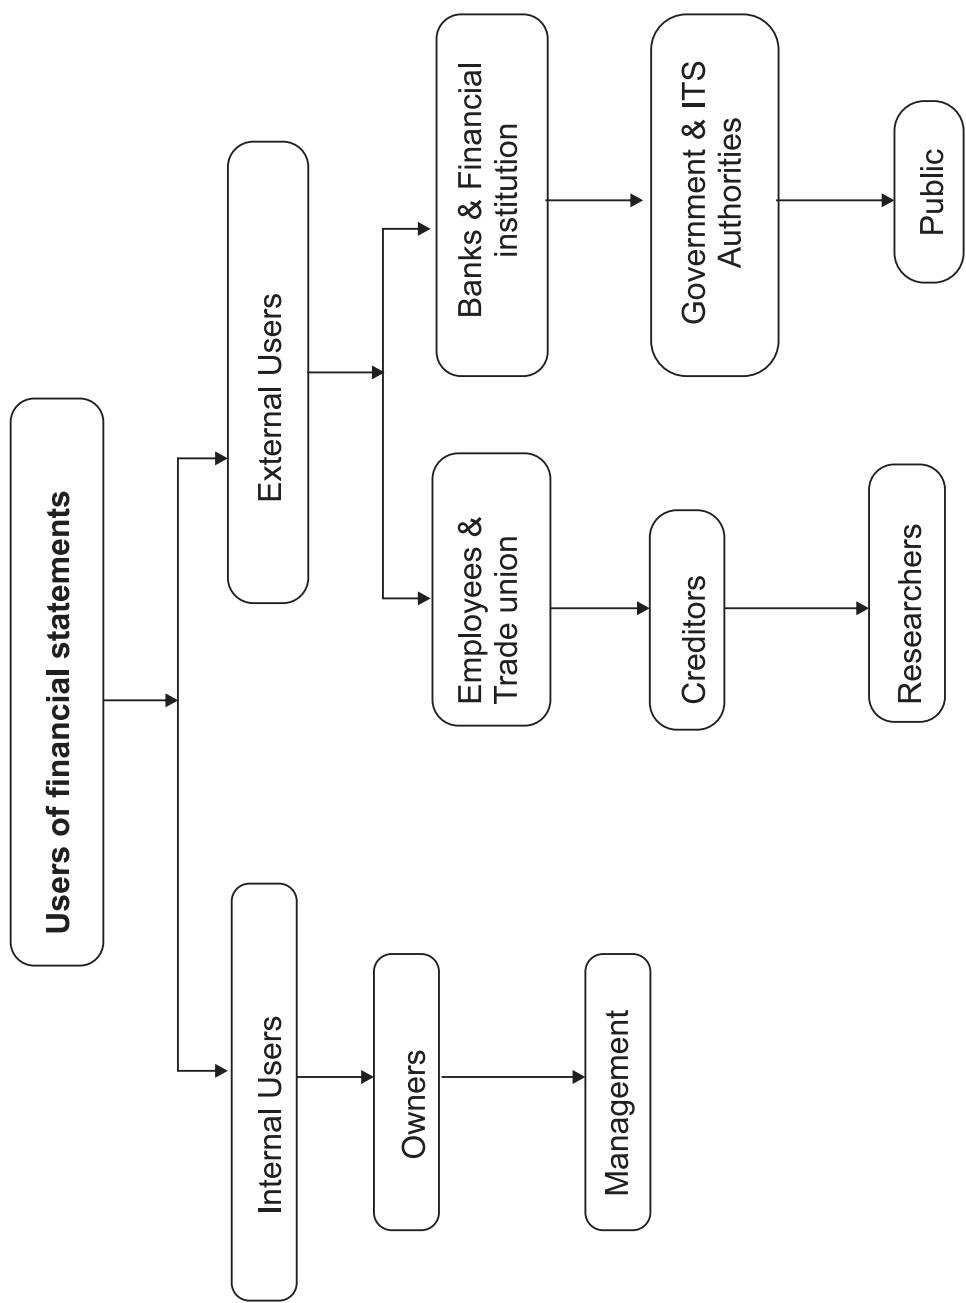 Users of financial statements
Internal Users
External Users
Owners
Employees &
Trade union
Banks & Financial
institution
Management
Creditors
Government & ITS
Authorities
Researchers
Public